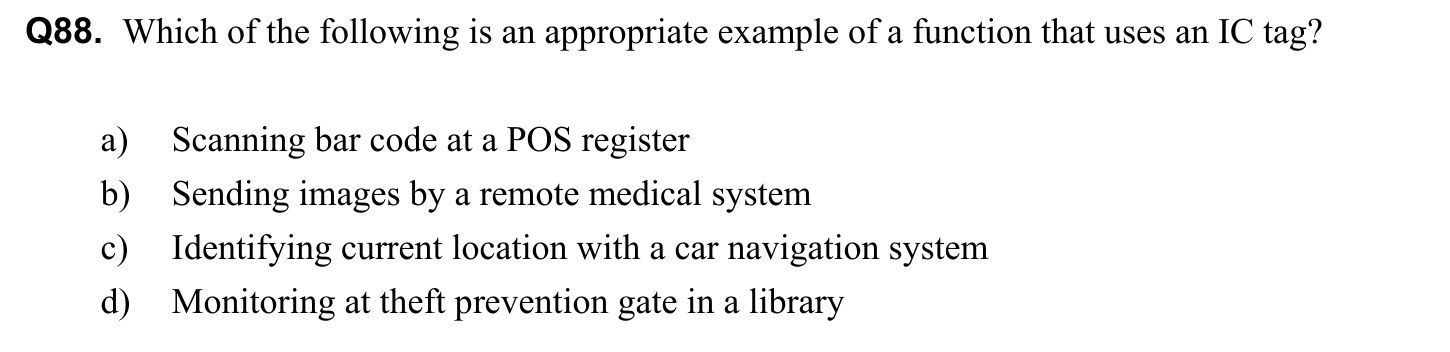 Q88. Which of the following is an appropriate example of a function that uses an IC tag?
a) Scanning bar code at a POS register
b) Sending images by a remote medical system
c) Identifying current location with a car navigation system
d) Monitoring at theft prevention gate in a library